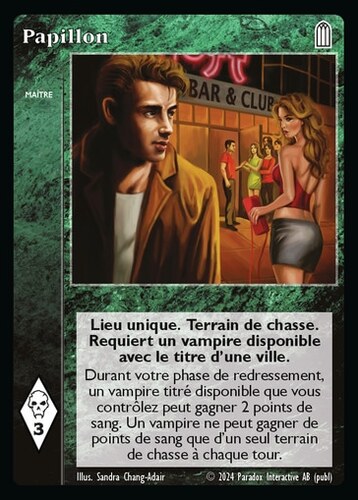 Papillon
MAÎTRE
BAR & CLUB
Lieu unique. Terrain de chasse.
Requiert un vampire disponible
avec le titre d'une ville.
Durant votre phase de redressement,
un vampire titré disponible que vous
contrôlez peut gagner 2 points de
sang. Un vampire ne peut gagner de
points de sang que d'un seul terrain
de chasse à chaque tour.
3
Illus. Sandra Chang-Adair
© 2024 Paradox Interactive AB (publ)